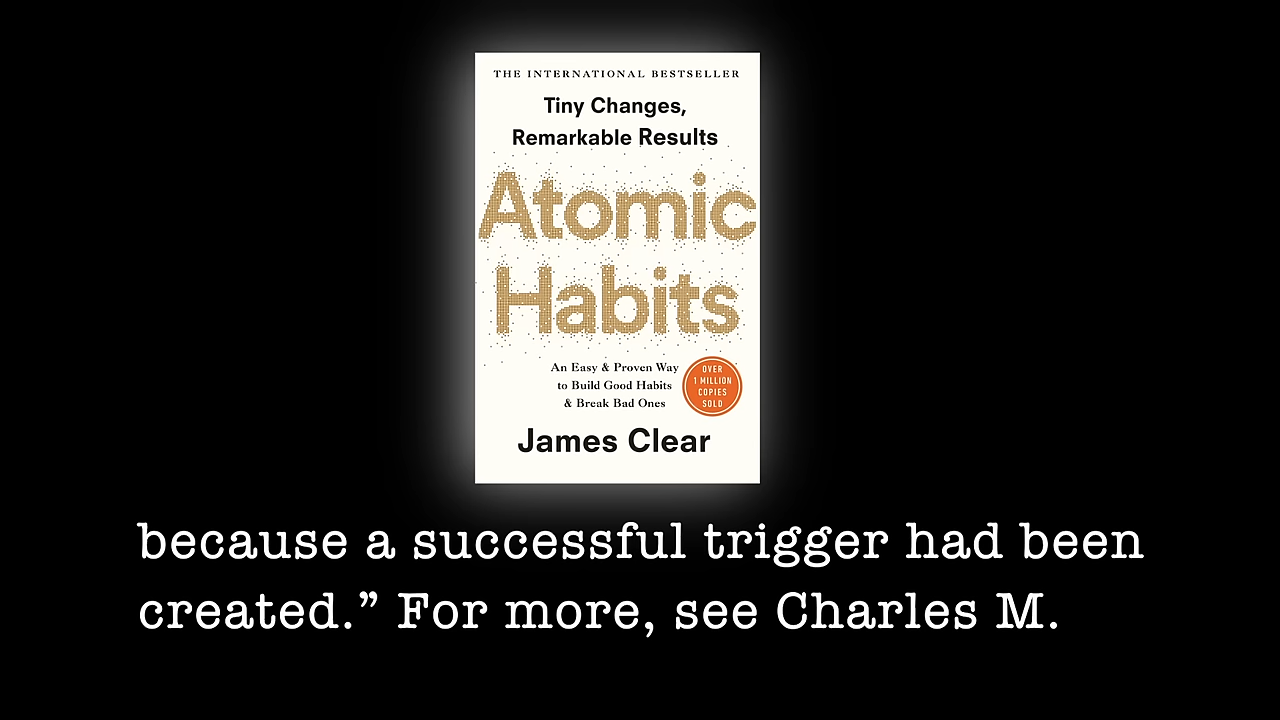 THE INTERNATIONAL BESTSELLER
Tiny Changes,
Remarkable Results
Atomic
Habits
An Easy & Proven Way
to Build Good Habits
& Break Bad Ones
OVER
1 MILLION
COPIES
SOLD
James Clear
because a successful trigger had been
created.” For more, see Charles M.